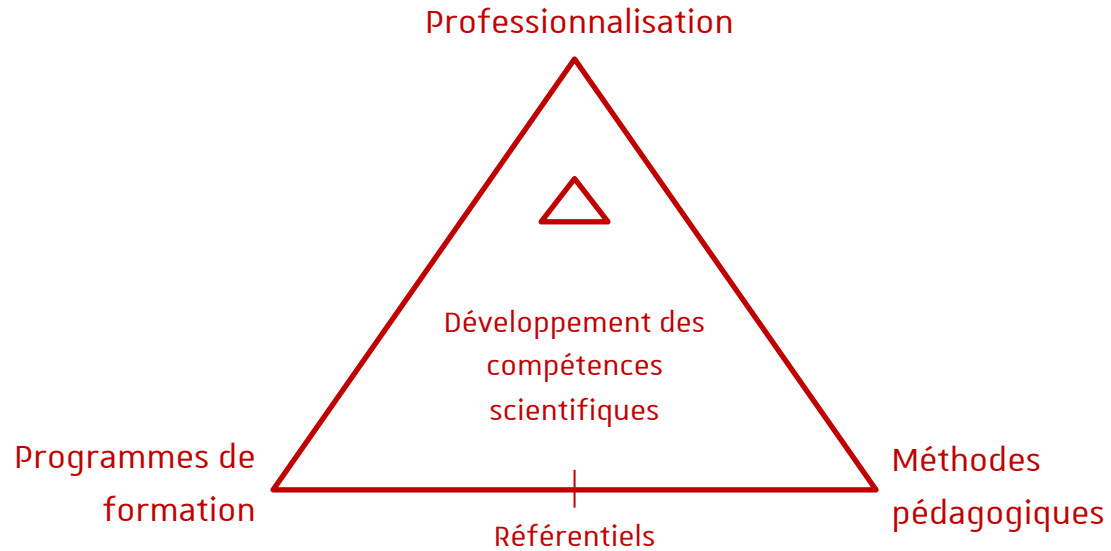 Professionnalisation
Développement des
compétences
scientifiques
Programmes de
formation
Méthodes
pédagogiques
Référentiels